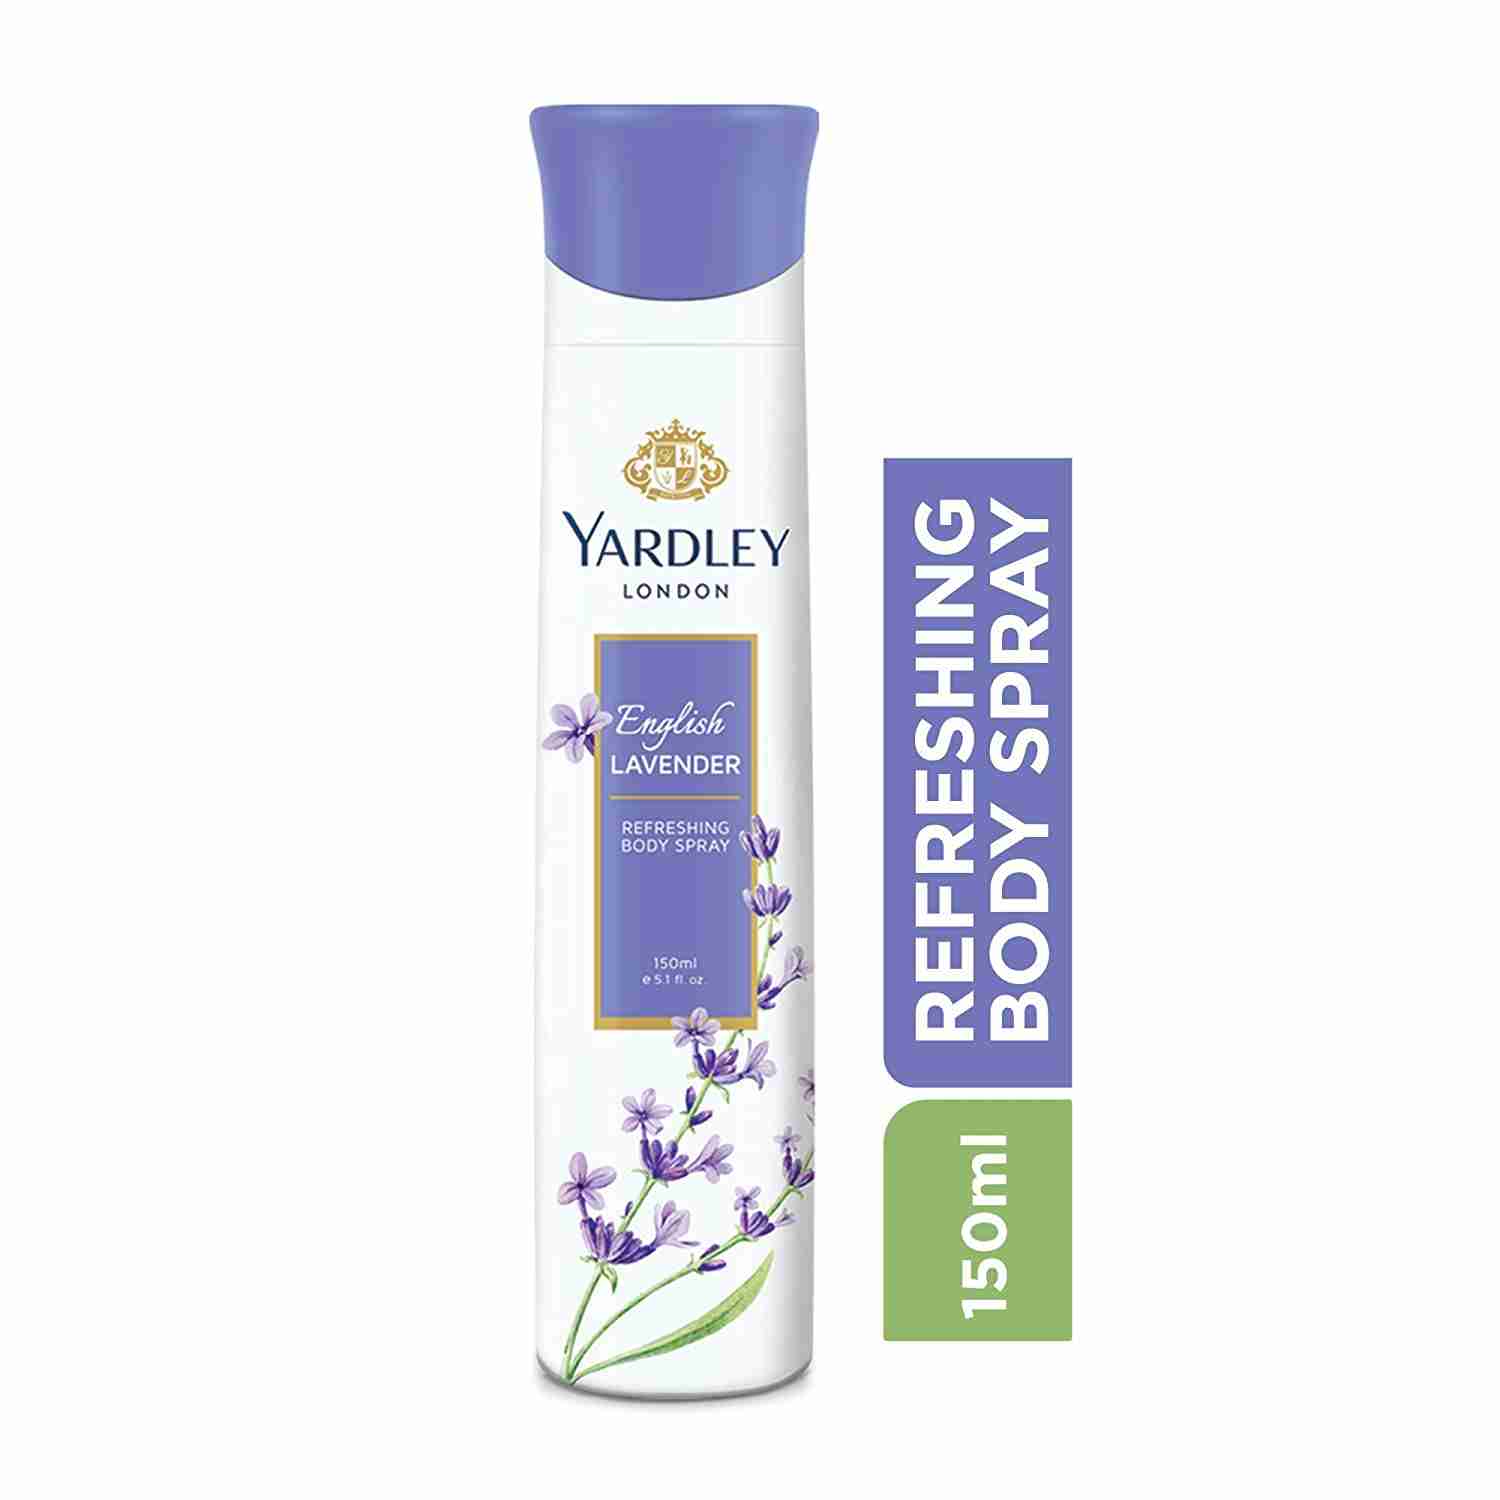 YARDLEY
LONDON
English
LAVENDER
REFRESHING
BODY SPRAY
150ml
e 5.1 fl. oz.
REFRESHING
BODY SPRAY
150ml